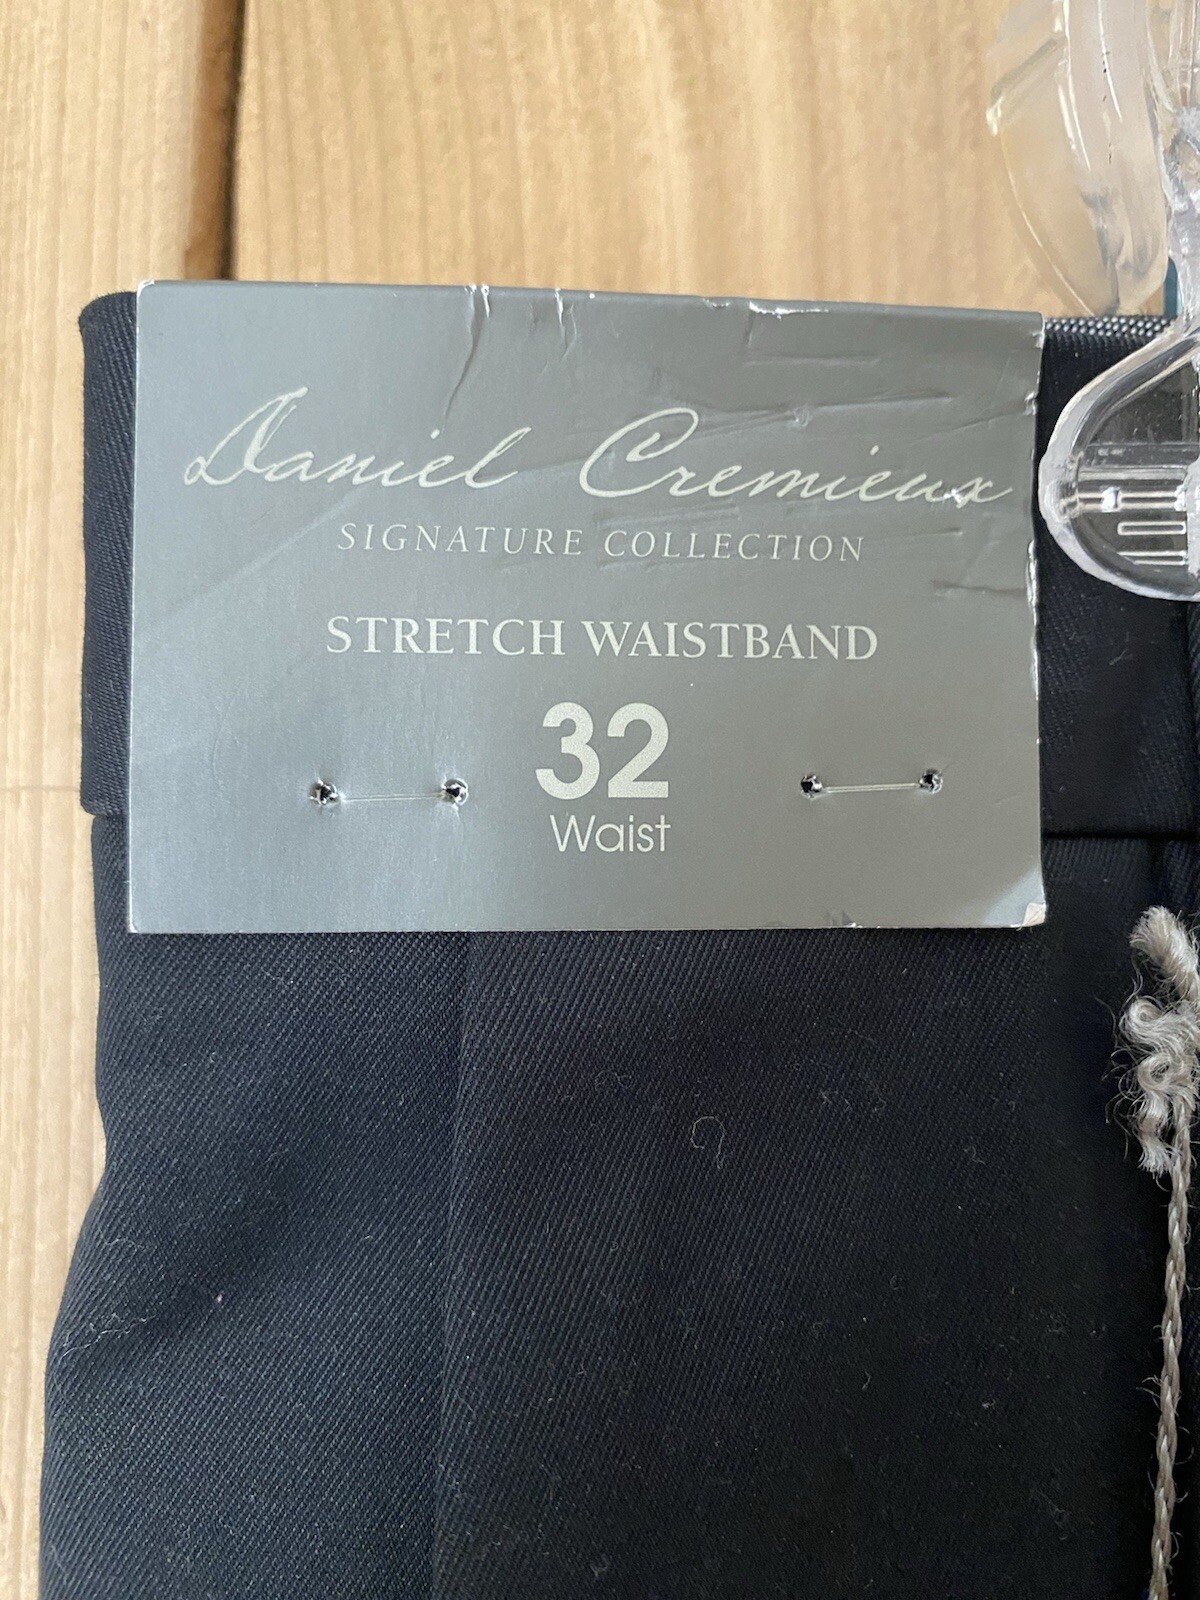 Daniel Cremieux
SIGNATURE COLLECTION
STRETCH WAISTBAND
32
Waist